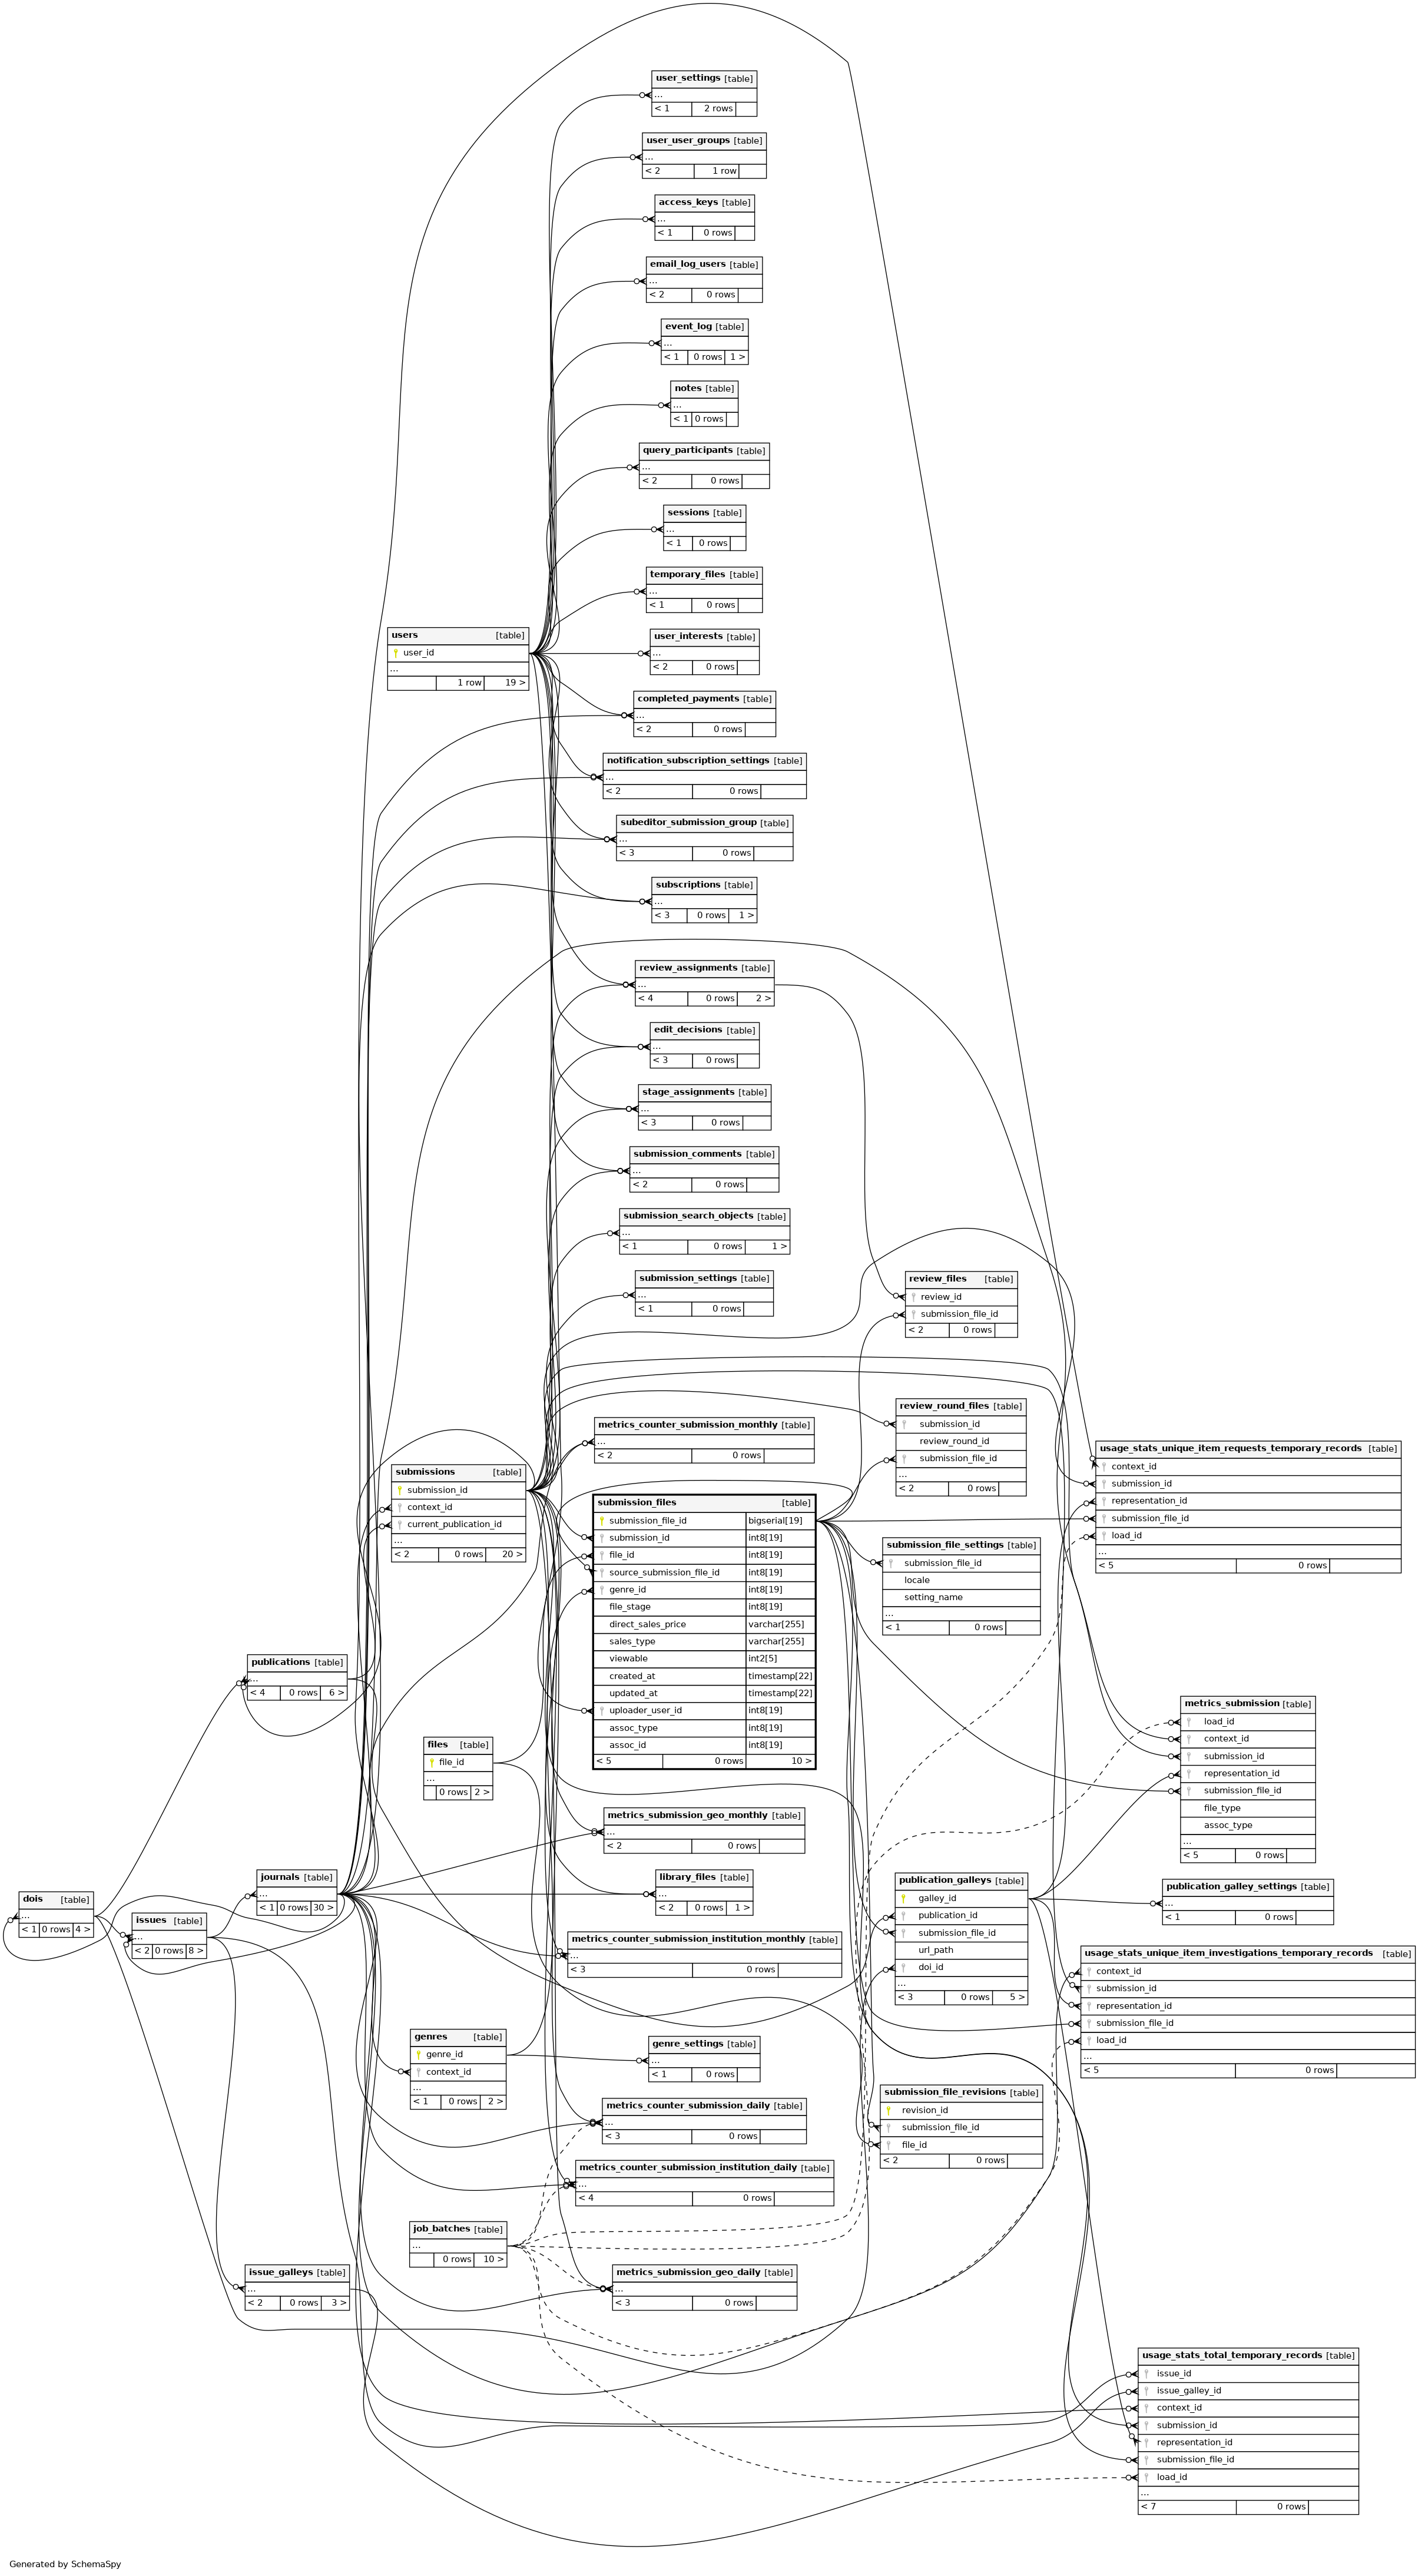 user_settings [table]
...
< 1 2 rows
user_user_groups [table]
...
< 2 1 row
access_keys [table]
...
< 1 0 rows
email_log_users [table]
...
< 2 0 rows
event_log [table]
...
< 1 0 rows 1 >
notes [table]
...
< 1 0 rows
query_participants [table]
...
< 2 0 rows
sessions [table]
...
< 1 0 rows
temporary_files [table]
...
< 1 0 rows
users [table]
user_id
...
1 row 19 >
user_interests [table]
...
< 2 0 rows
completed_payments [table]
...
< 2 0 rows
notification_subscription_settings [table]
...
< 2 0 rows
subeditor_submission_group [table]
...
< 3 0 rows
subscriptions [table]
...
< 3 0 rows 1 >
review_assignments [table]
...
< 4 0 rows 2 >
edit_decisions [table]
...
< 3 0 rows
stage_assignments [table]
...
< 3 0 rows
submission_comments [table]
...
< 2 0 rows
submission_search_objects [table]
...
< 1 0 rows 1 >
submission_settings [table]
...
< 1 0 rows
review_files [table]
review_id
submission_file_id
< 2 0 rows
review_round_files [table]
submission_id
review_round_id
submission_file_id
...
< 2 0 rows
metrics_counter_submission_monthly [table]
...
< 2 0 rows
usage_stats_unique_item_requests_temporary_records [table]
context_id
submission_id
representation_id
submission_file_id
load_id
...
< 5 0 rows
submissions [table]
submission_id
context_id
current_publication_id
...
< 2 0 rows 20 >
submission_files [table]
submission_file_id bigserial[19]
submission_id int8[19]
file_id int8[19]
source_submission_file_id int8[19]
genre_id int8[19]
file_stage int8[19]
direct_sales_price varchar[255]
sales_type varchar[255]
viewable int2[5]
created_at timestamp[22]
updated_at timestamp[22]
uploader_user_id int8[19]
assoc_type int8[19]
assoc_id int8[19]
< 5 0 rows 10 >
submission_file_settings [table]
submission_file_id
locale
setting_name
...
< 1 0 rows
publications [table]
...
< 4 0 rows 6 >
metrics_submission [table]
load_id
context_id
submission_id
representation_id
submission_file_id
file_type
assoc_type
...
< 5 0 rows
files [table]
file_id
...
0 rows 2 >
metrics_submission_geo_monthly [table]
...
< 2 0 rows
journals [table]
...
< 1 0 rows 30 >
library_files [table]
...
< 2 0 rows 1 >
publication_galleys [table]
galley_id
publication_id
submission_file_id
url_path
doi_id
...
< 3 0 rows 5 >
publication_galley_settings [table]
...
< 1 0 rows
dois [table]
...
< 1 0 rows 4 >
issues [table]
...
< 2 0 rows 8 >
metrics_counter_submission_institution_monthly [table]
...
< 3 0 rows
usage_stats_unique_item_investigations_temporary_records [table]
context_id
submission_id
representation_id
submission_file_id
load_id
...
< 5 0 rows
genres [table]
genre_id
context_id
...
< 1 0 rows 2 >
genre_settings [table]
...
< 1 0 rows
submission_file_revisions [table]
revision_id
submission_file_id
file_id
< 2 0 rows
metrics_counter_submission_daily [table]
...
< 3 0 rows
metrics_counter_submission_institution_daily [table]
...
< 4 0 rows
job_batches [table]
...
0 rows 10 >
issue_galleys [table]
...
< 2 0 rows 3 >
metrics_submission_geo_daily [table]
...
< 3 0 rows
usage_stats_total_temporary_records [table]
issue_id
issue_galley_id
context_id
submission_id
representation_id
submission_file_id
load_id
...
< 7 0 rows
Generated by SchemaSpy